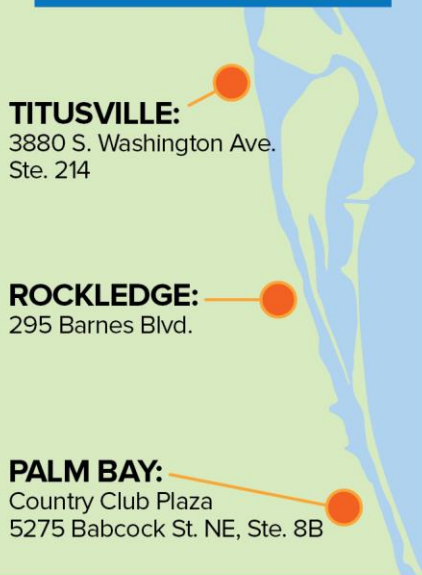 TITUSVILLE:
3880 S. Washington Ave.
Ste. 214
ROCKLEDGE:
295 Barnes Blvd.
PALM BAY:
Country Club Plaza
5275 Babcock St. NE, Ste. 8B